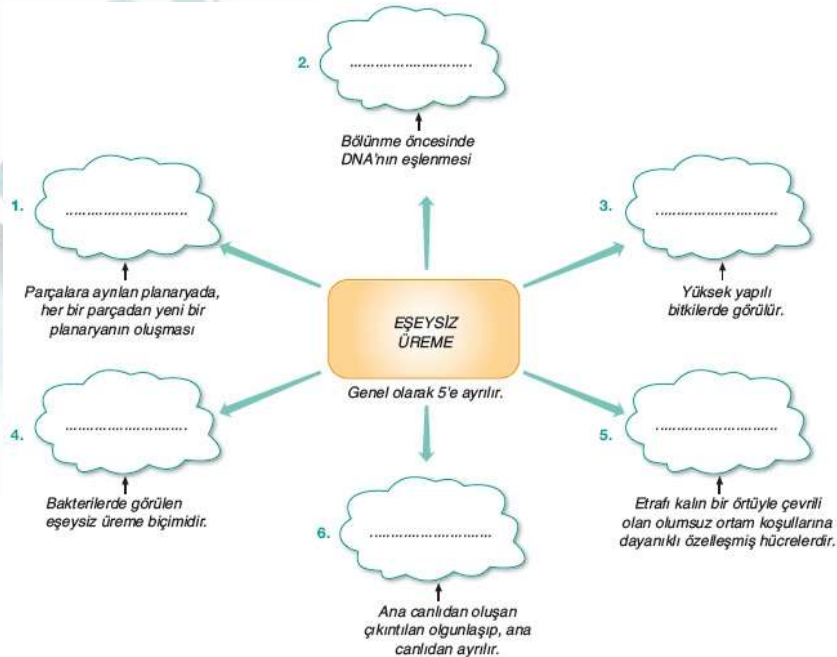 2. ..............................
Bölünme öncesinde
DNA'nın eşlenmesi
1. ..............................
Parçalara ayrılan planaryada,
her bir parçadan yeni bir
planaryanın oluşması
3. ..............................
Yüksek yapılı
bitkilerde görülür.
EŞEYSİZ
ÜREME
Genel olarak 5'e ayrılır.
4. ..............................
Bakterilerde görülen
eşeysiz üreme biçimidir.
5. ..............................
Etrafı kalın bir örtüyle çevrili
olan olumsuz ortam koşullarına
dayanıklı özelleşmiş hücrelerdir.
6. ..............................
Ana canlıdan oluşan
çıkıntılan olgunlaşıp, ana
canlıdan ayrılır.